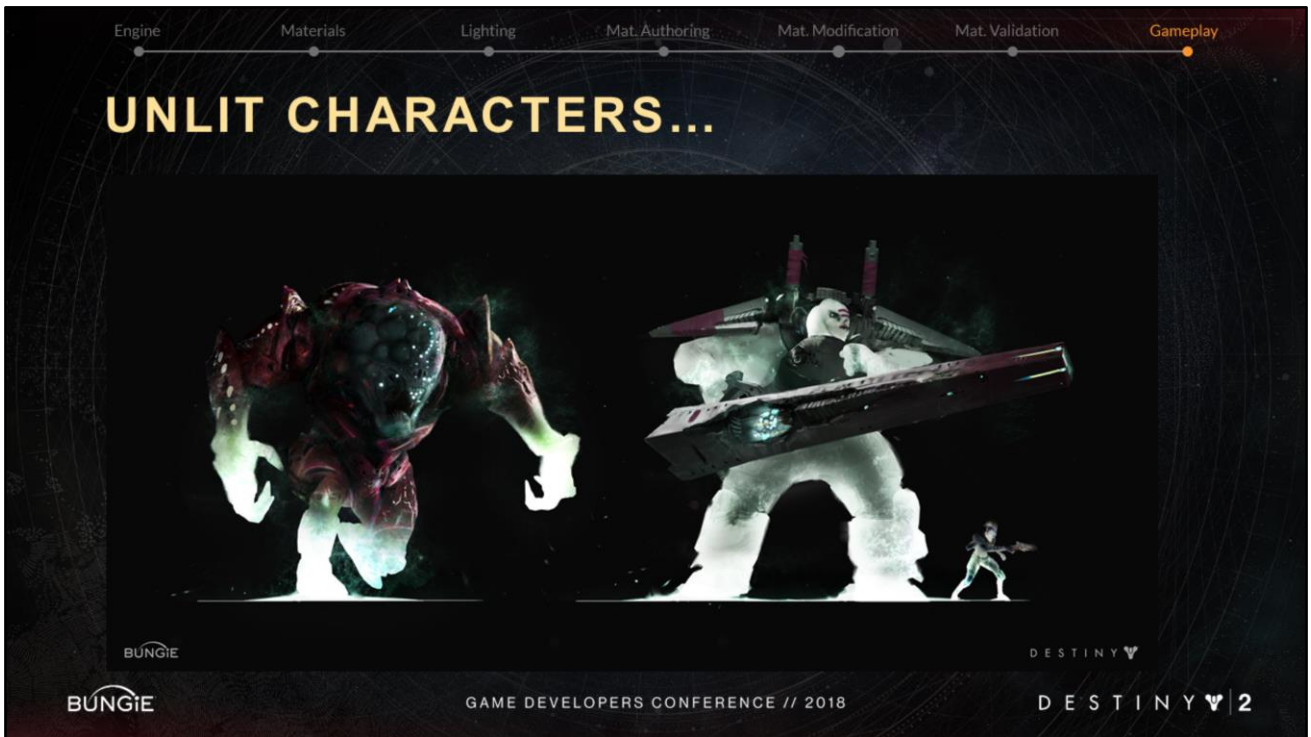 Engine Materials Lighting Mat. Authoring Mat. Modification Mat. Validation Gameplay
UNLIT CHARACTERS...
BUNGiE DESTINY
BUNGiE GAME DEVELOPERS CONFERENCE // 2018 DESTINY 2